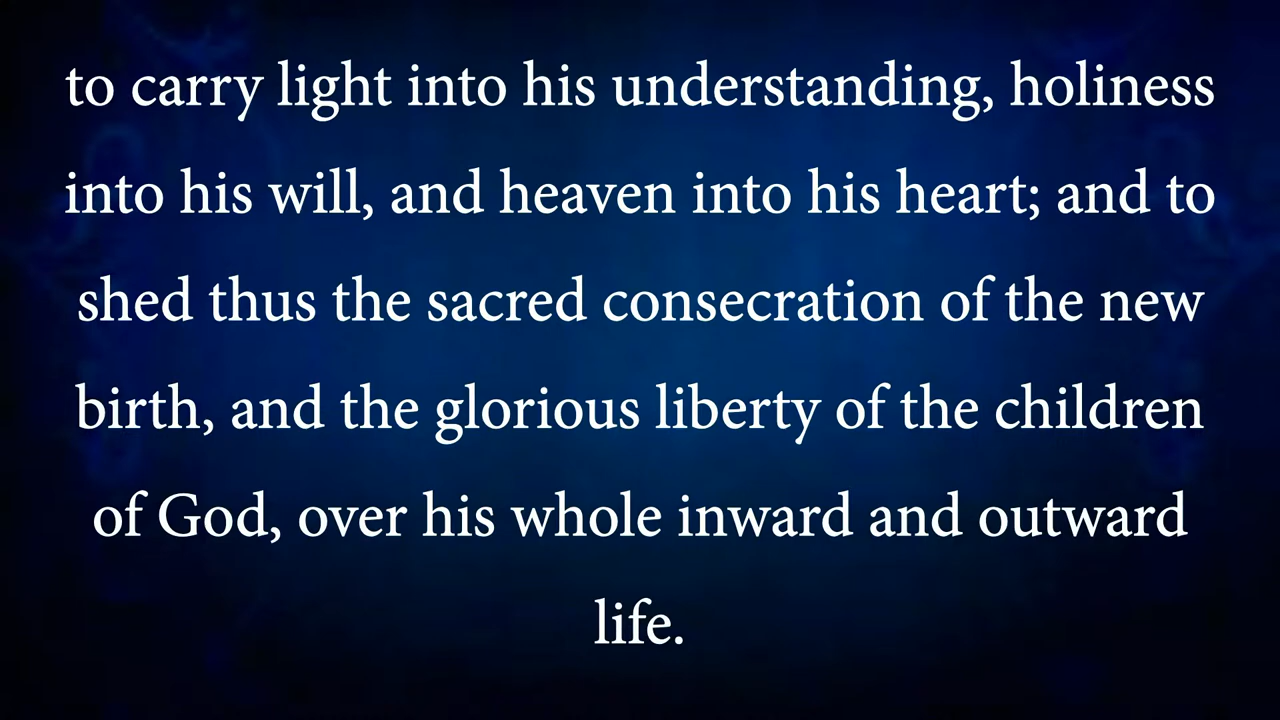 to carry light into his understanding, holiness
into his will, and heaven into his heart; and to
shed thus the sacred consecration of the new
birth, and the glorious liberty of the children
of God, over his whole inward and outward
life.